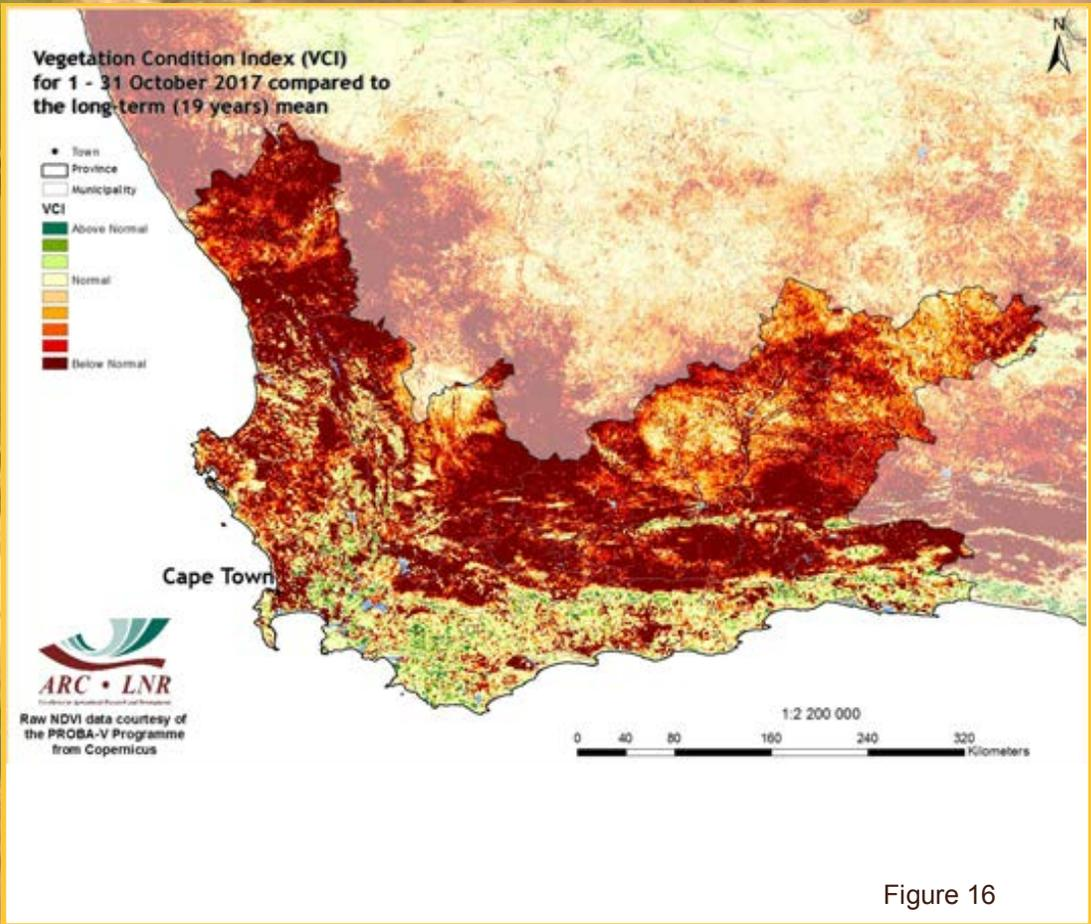 Vegetation Condition Index (VCI)
for 1 - 31 October 2017 compared to
the long-term (19 years) mean
N
Town
Province
Municipality
VCI
Above Normal
Normal
Below Normal
Cape Town
ARC • LNR
Raw NDVI data courtesy of
the PROBA-V Programme
from Copernicus
1:2 200 000
0 40 80 160 240 320
Kilometers
Figure 16